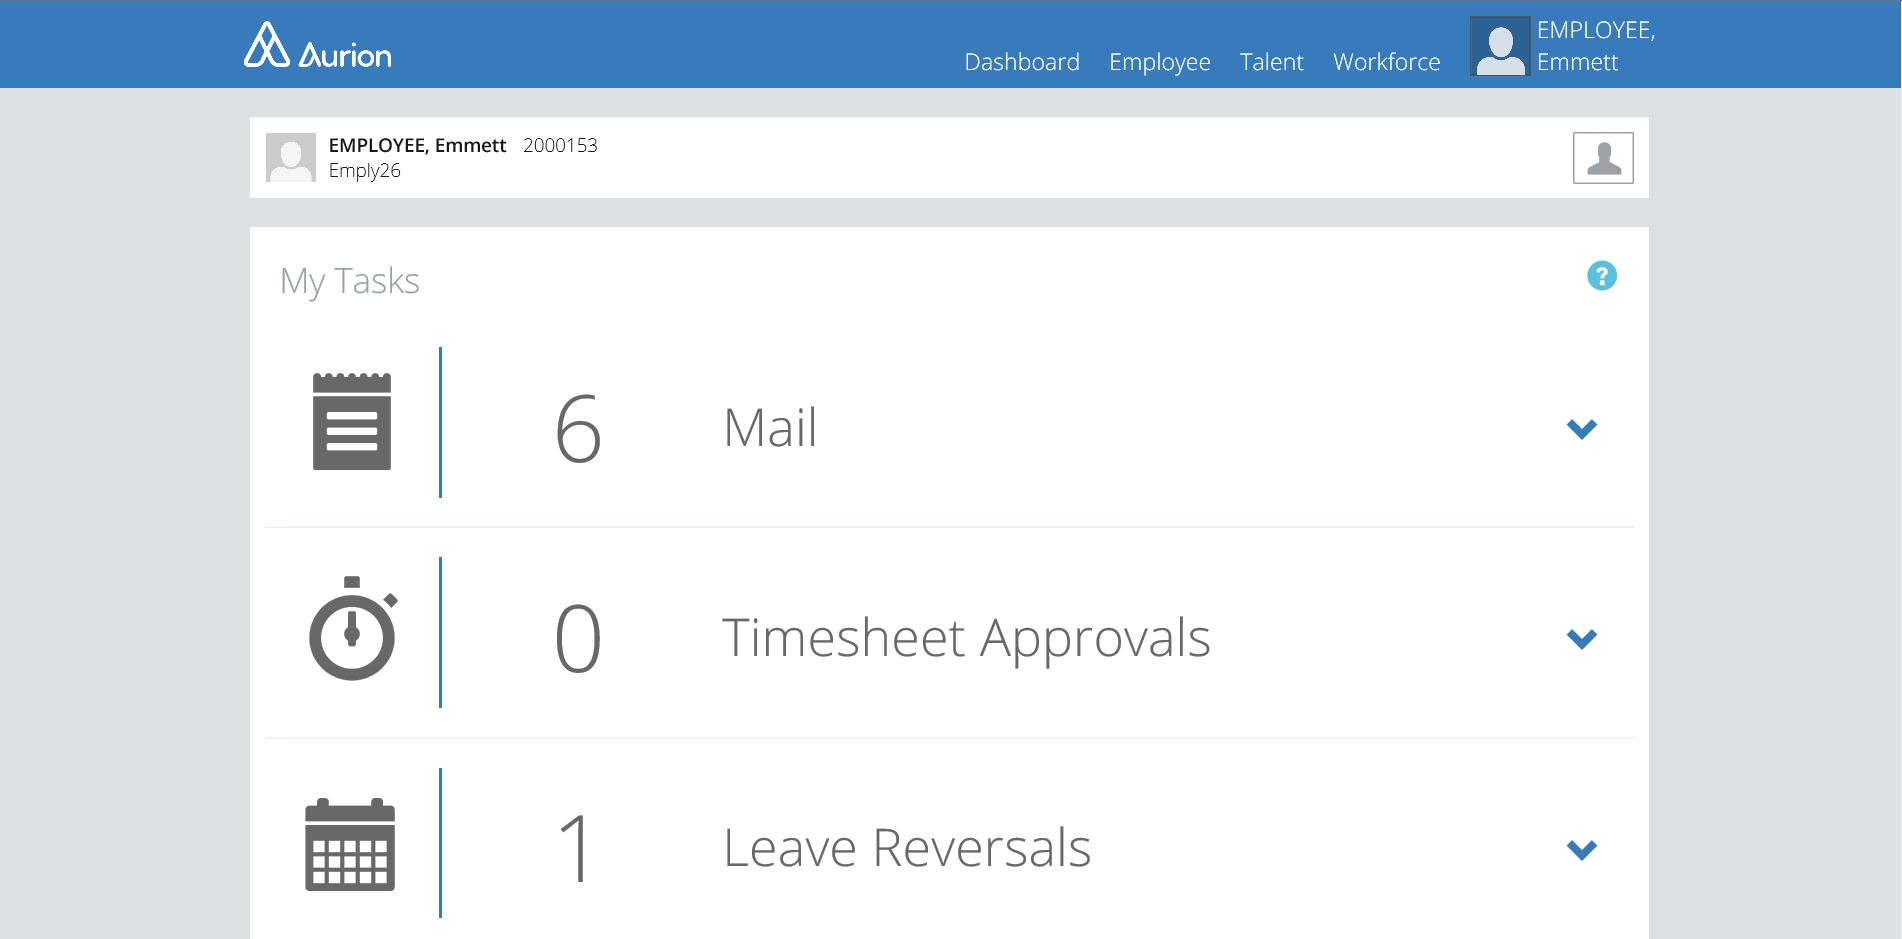 Aurion
Dashboard Employee Talent Workforce
EMPLOYEE,
Emmett
EMPLOYEE, Emmett 2000153
Emply26
My Tasks
?
6 Mail
0 Timesheet Approvals
1 Leave Reversals